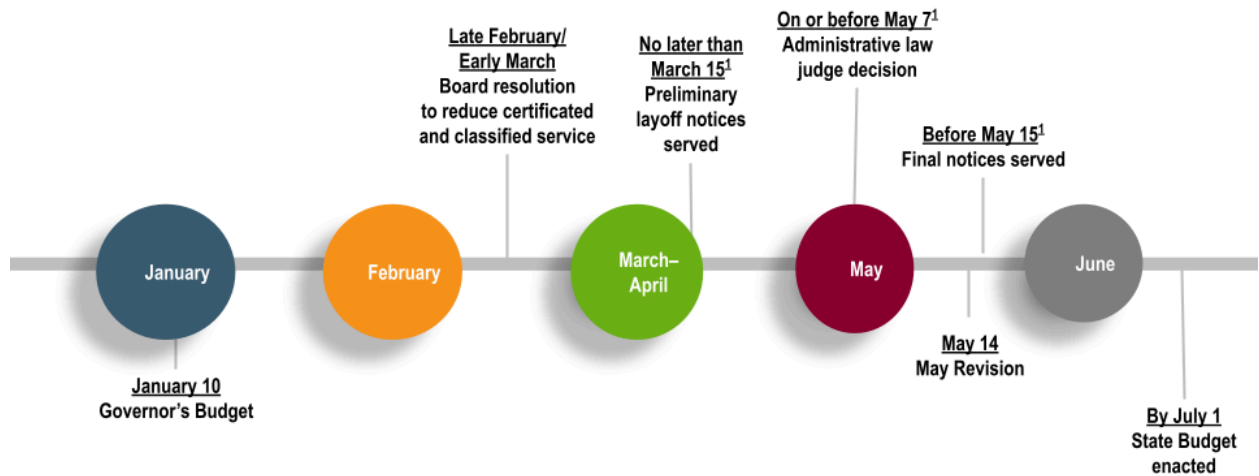 Late February/
Early March
Board resolution
to reduce certificated
and classified service
No later than
March 15¹
Preliminary
layoff notices
served
On or before May 7¹
Administrative law
judge decision
Before May 15¹
Final notices served
January
February
March–
April
May
June
January 10
Governor’s Budget
May 14
May Revision
By July 1
State Budget
enacted